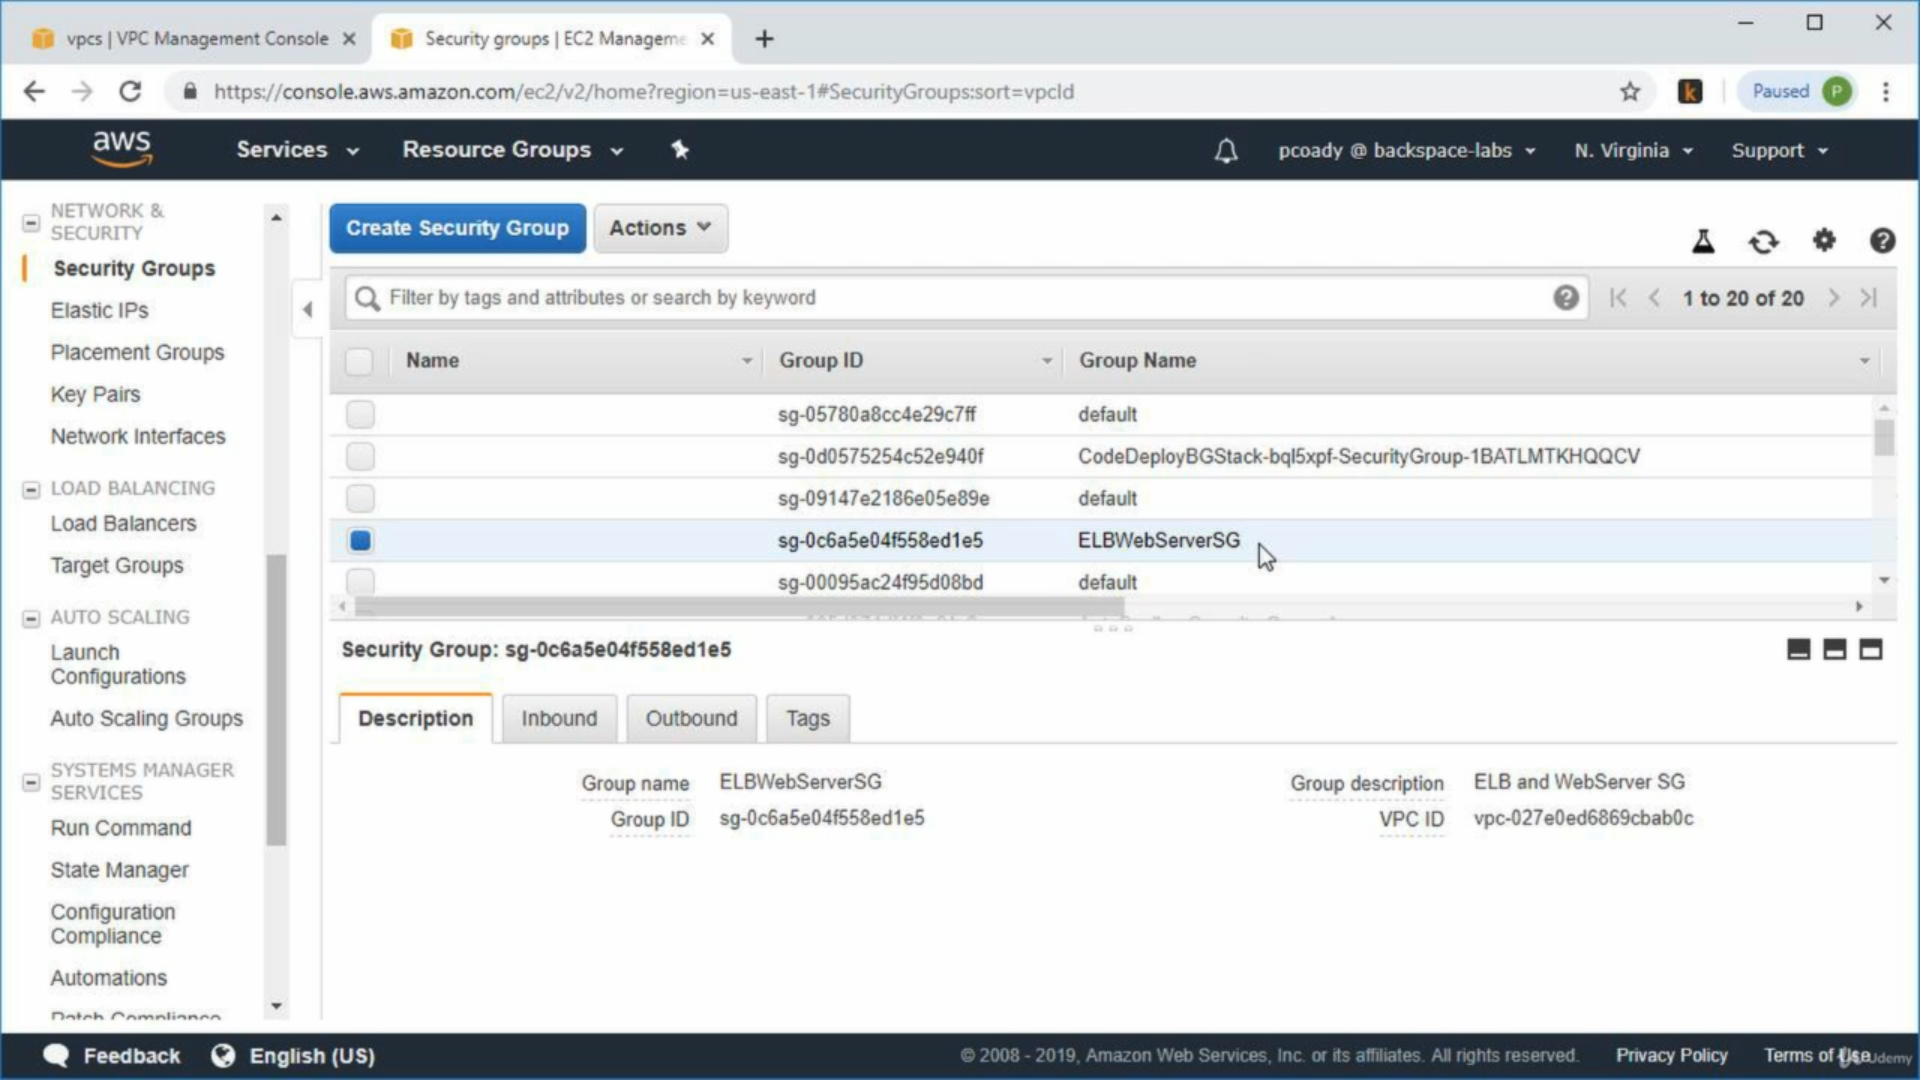 vpcs | VPC Management Console
Security groups | EC2 Manageme
https://console.aws.amazon.com/ec2/v2/home?region=us-east-1#SecurityGroups:sort=vpcId
k
Paused
P
aws
Services
Resource Groups
pcoady @ backspace-labs
N. Virginia
Support
NETWORK &
SECURITY
Security Groups
Elastic IPs
Placement Groups
Key Pairs
Network Interfaces
LOAD BALANCING
Load Balancers
Target Groups
AUTO SCALING
Launch
Configurations
Auto Scaling Groups
SYSTEMS MANAGER
SERVICES
Run Command
State Manager
Configuration
Compliance
Automations
Patch Compliance
Create Security Group
Actions
Filter by tags and attributes or search by keyword
1 to 20 of 20
Name
Group ID
Group Name
sg-05780a8cc4e29c7ff
default
sg-0d0575254c52e940f
CodeDeployBGStack-bql5xpf-SecurityGroup-1BATLMTKHQQCV
sg-09147e2186e05e89e
default
sg-0c6a5e04f558ed1e5
ELBWebServerSG
sg-00095ac24f95d08bd
default
Security Group: sg-0c6a5e04f558ed1e5
Description
Inbound
Outbound
Tags
Group name
ELBWebServerSG
Group description
ELB and WebServer SG
Group ID
sg-0c6a5e04f558ed1e5
VPC ID
vpc-027e0ed6869cbab0c
Feedback
English (US)
© 2008 - 2019, Amazon Web Services, Inc. or its affiliates. All rights reserved.
Privacy Policy
Terms of Use
Udemy